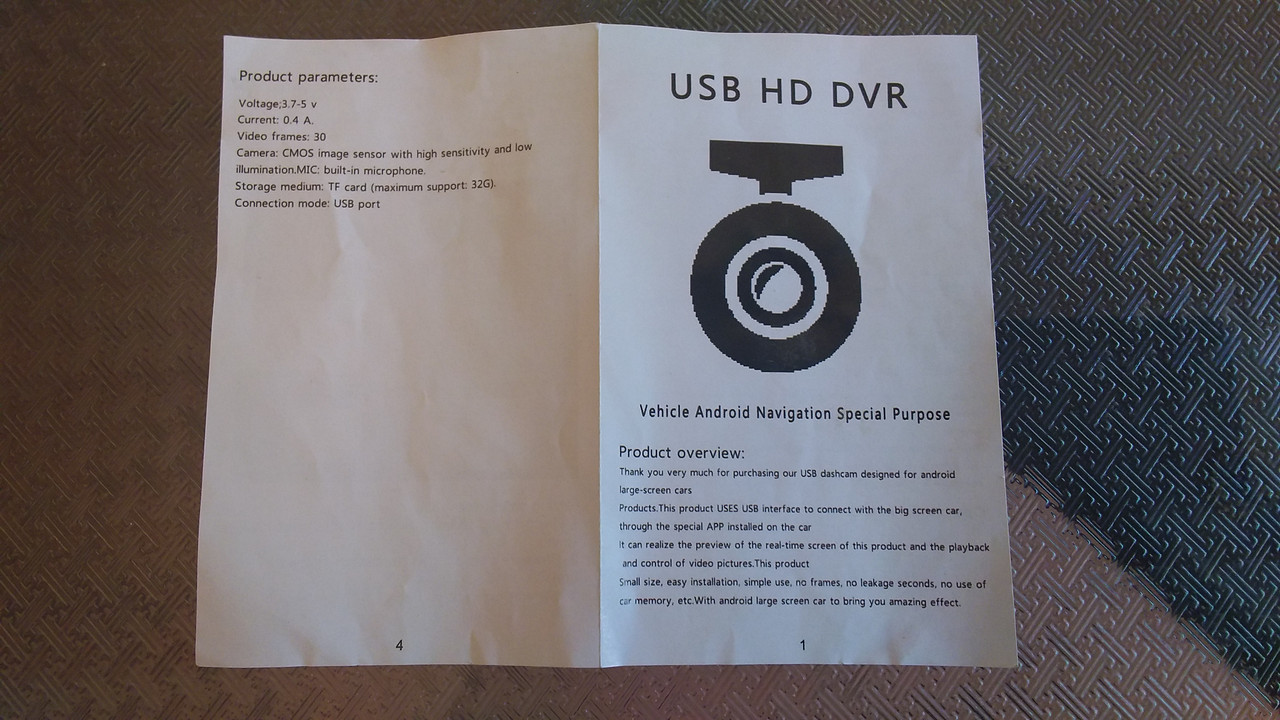 Product parameters:
Voltage;3.7-5 v
Current: 0.4 A.
Video frames: 30
Camera: CMOS image sensor with high sensitivity and low
illumination.MIC: built-in microphone.
Storage medium: TF card (maximum support: 32G).
Connection mode: USB port
4
USB HD DVR
Vehicle Android Navigation Special Purpose
Product overview:
Thank you very much for purchasing our USB dashcam designed for android
large-screen cars
Products.This product USES USB interface to connect with the big screen car,
through the special APP installed on the car
It can realize the preview of the real-time screen of this product and the playback
and control of video pictures.This product
Small size, easy installation, simple use, no frames, no leakage seconds, no use of
car memory, etc.With android large screen car to bring you amazing effect.
1